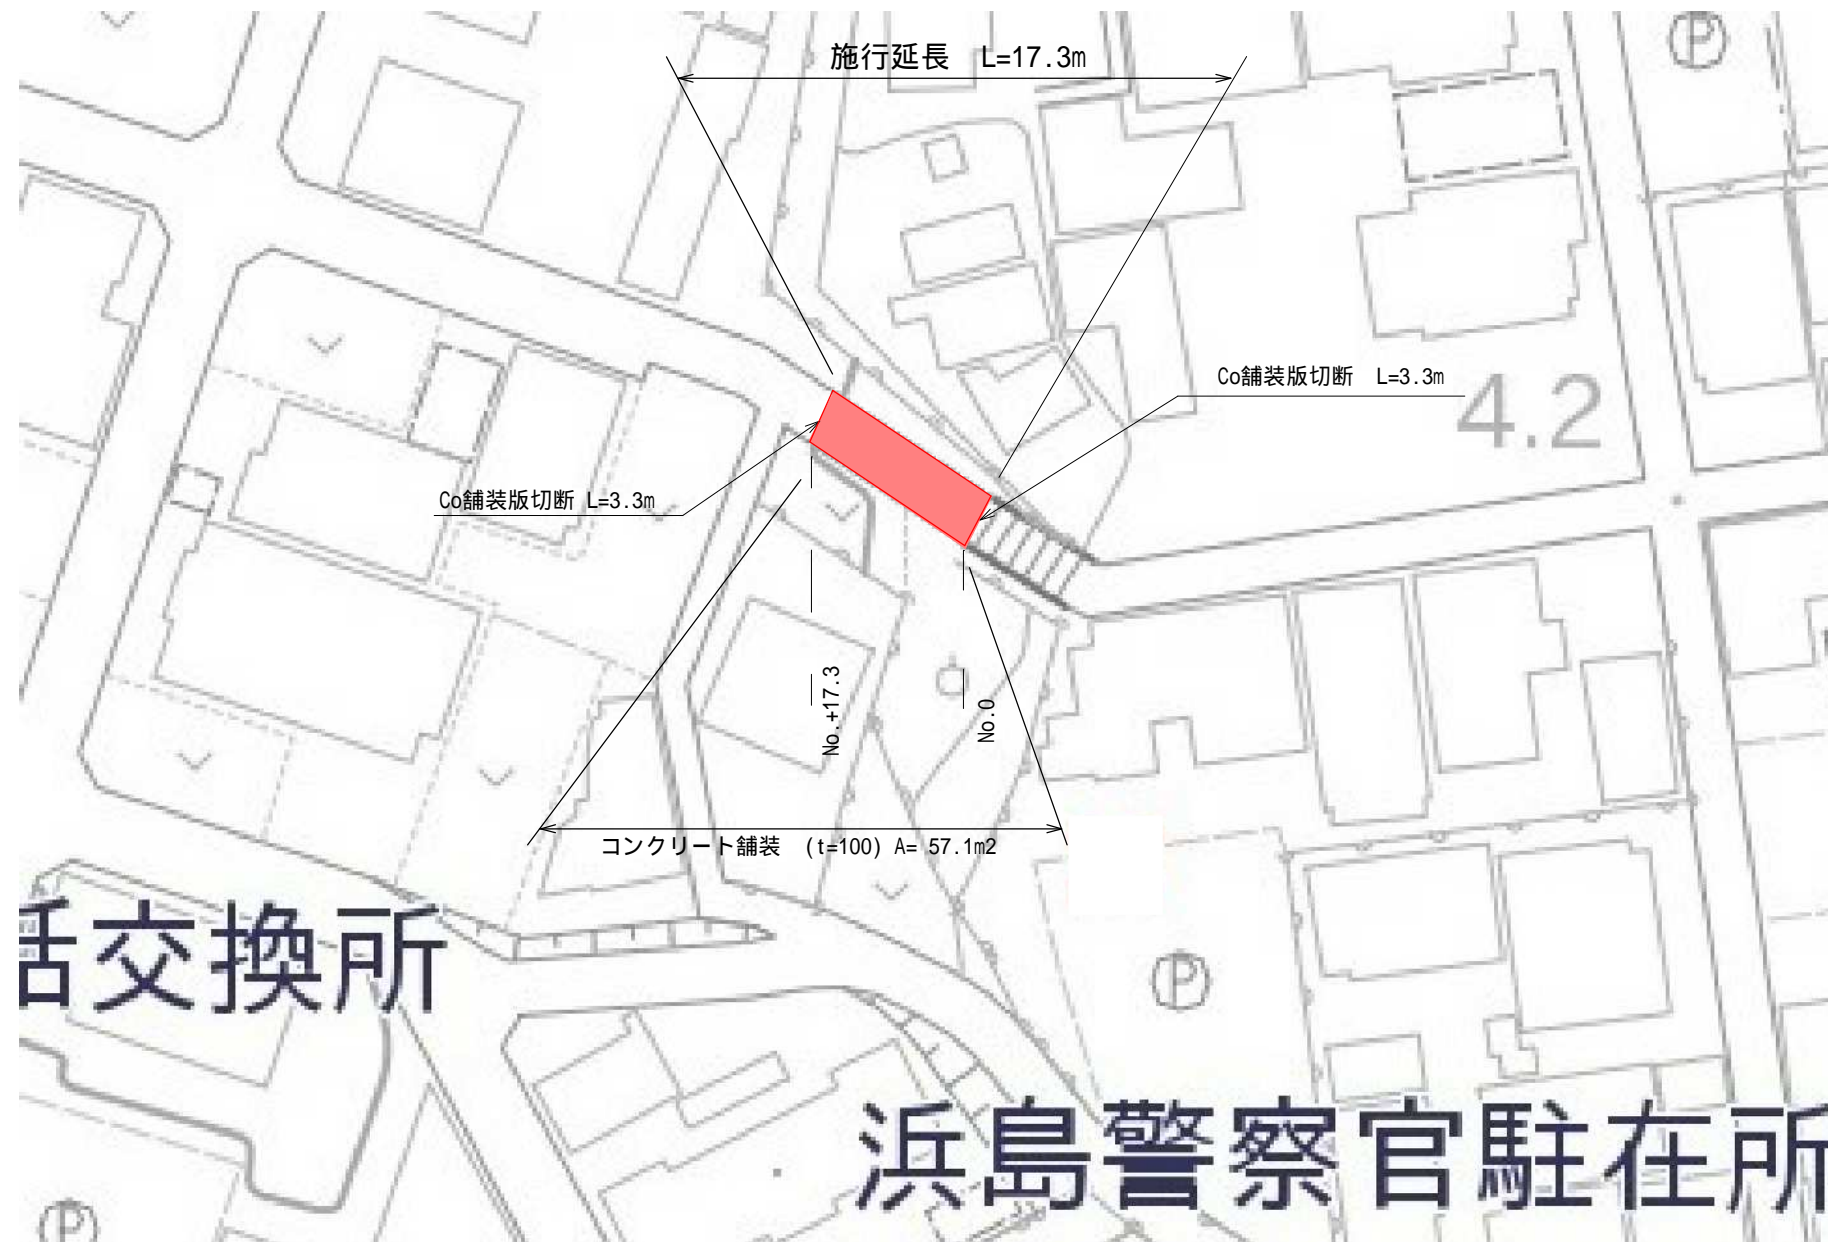 施行延長　L=17.3m
Co舗装版切断　L=3.3m
4.2
Co舗装版切断 L=3.3m
No.+17.3
No.0
コンクリート舗装　(t=100) A= 57.1m2
話交換所
浜島警察官駐在所
P
P
P